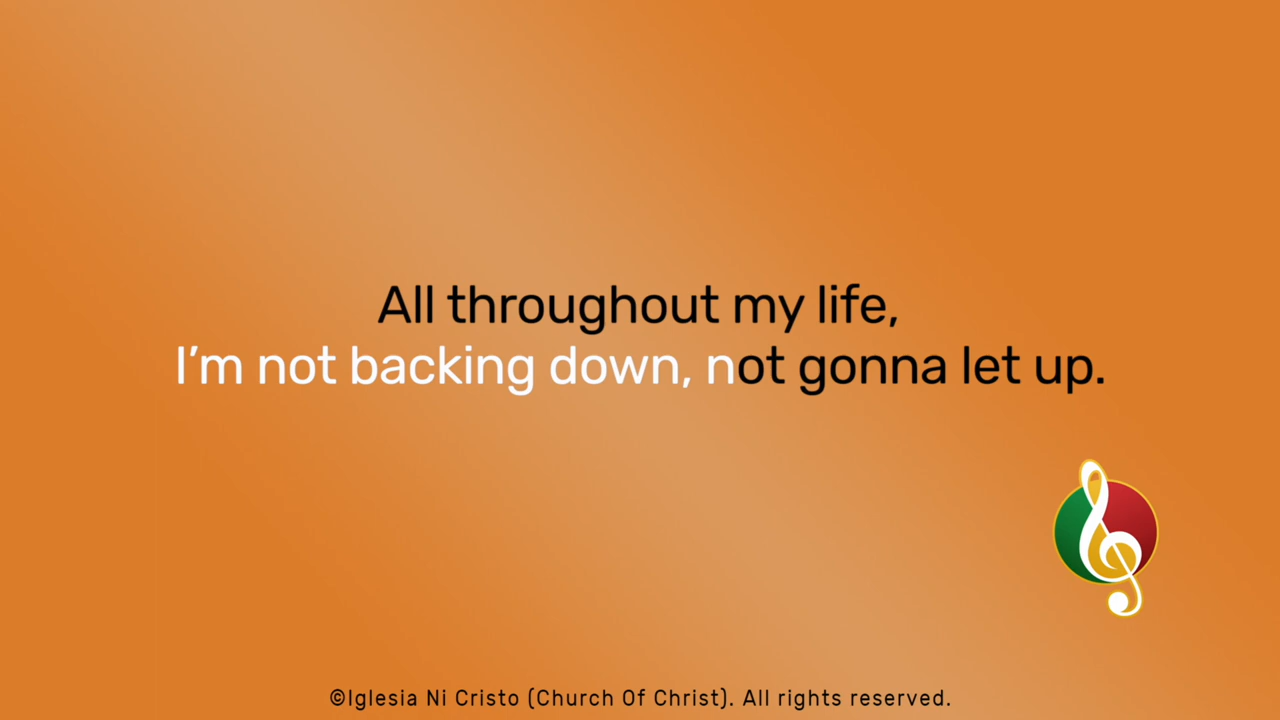 All throughout my life,
I’m not backing down, not gonna let up.
©Iglesia Ni Cristo (Church Of Christ). All rights reserved.